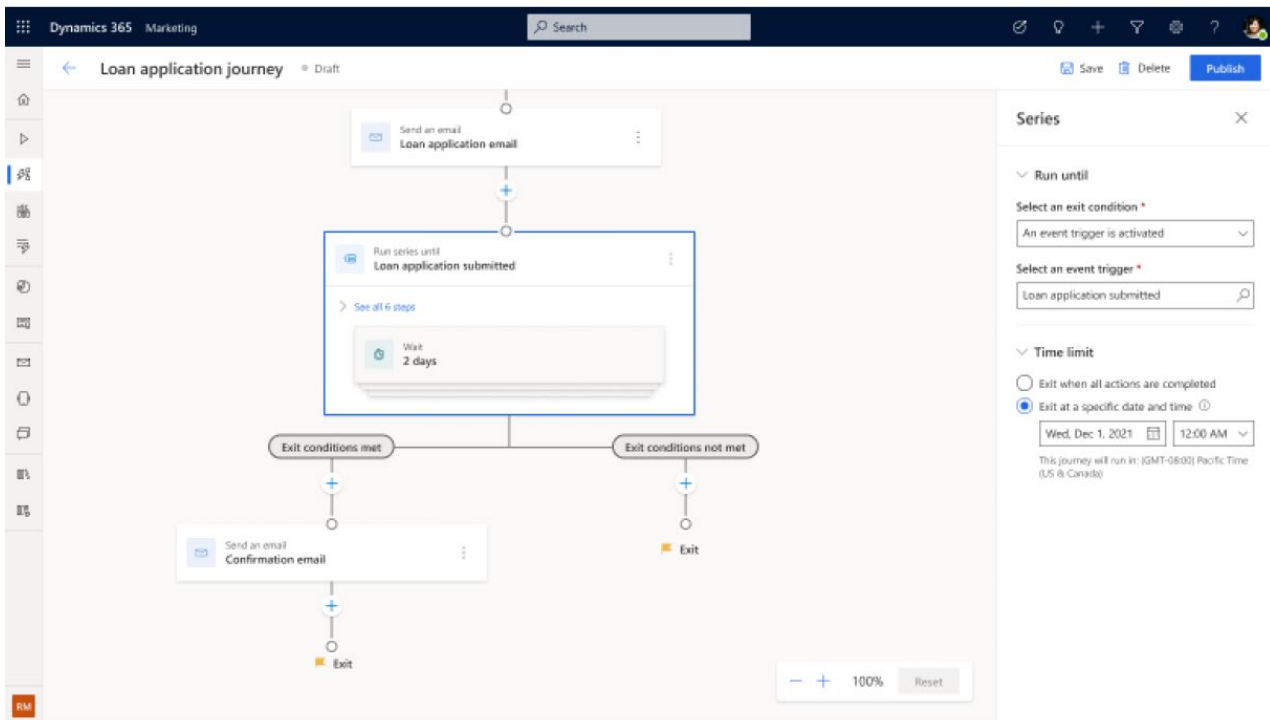 Dynamics 365 Marketing
Search
Loan application journey
Draft
Save
Delete
Publish
Send an email
Loan application email
Run series until
Loan application submitted
See all 6 steps
Wait
2 days
Exit conditions met
Exit conditions not met
Send an email
Confirmation email
Exit
Exit
100%
Reset
RM
Series
Run until
Select an exit condition *
An event trigger is activated
Select an event trigger *
Loan application submitted
Time limit
Exit when all actions are completed
Exit at a specific date and time
Wed, Dec 1, 2021
12:00 AM
This journey will run in: (GMT-08:00) Pacific Time
(US & Canada)